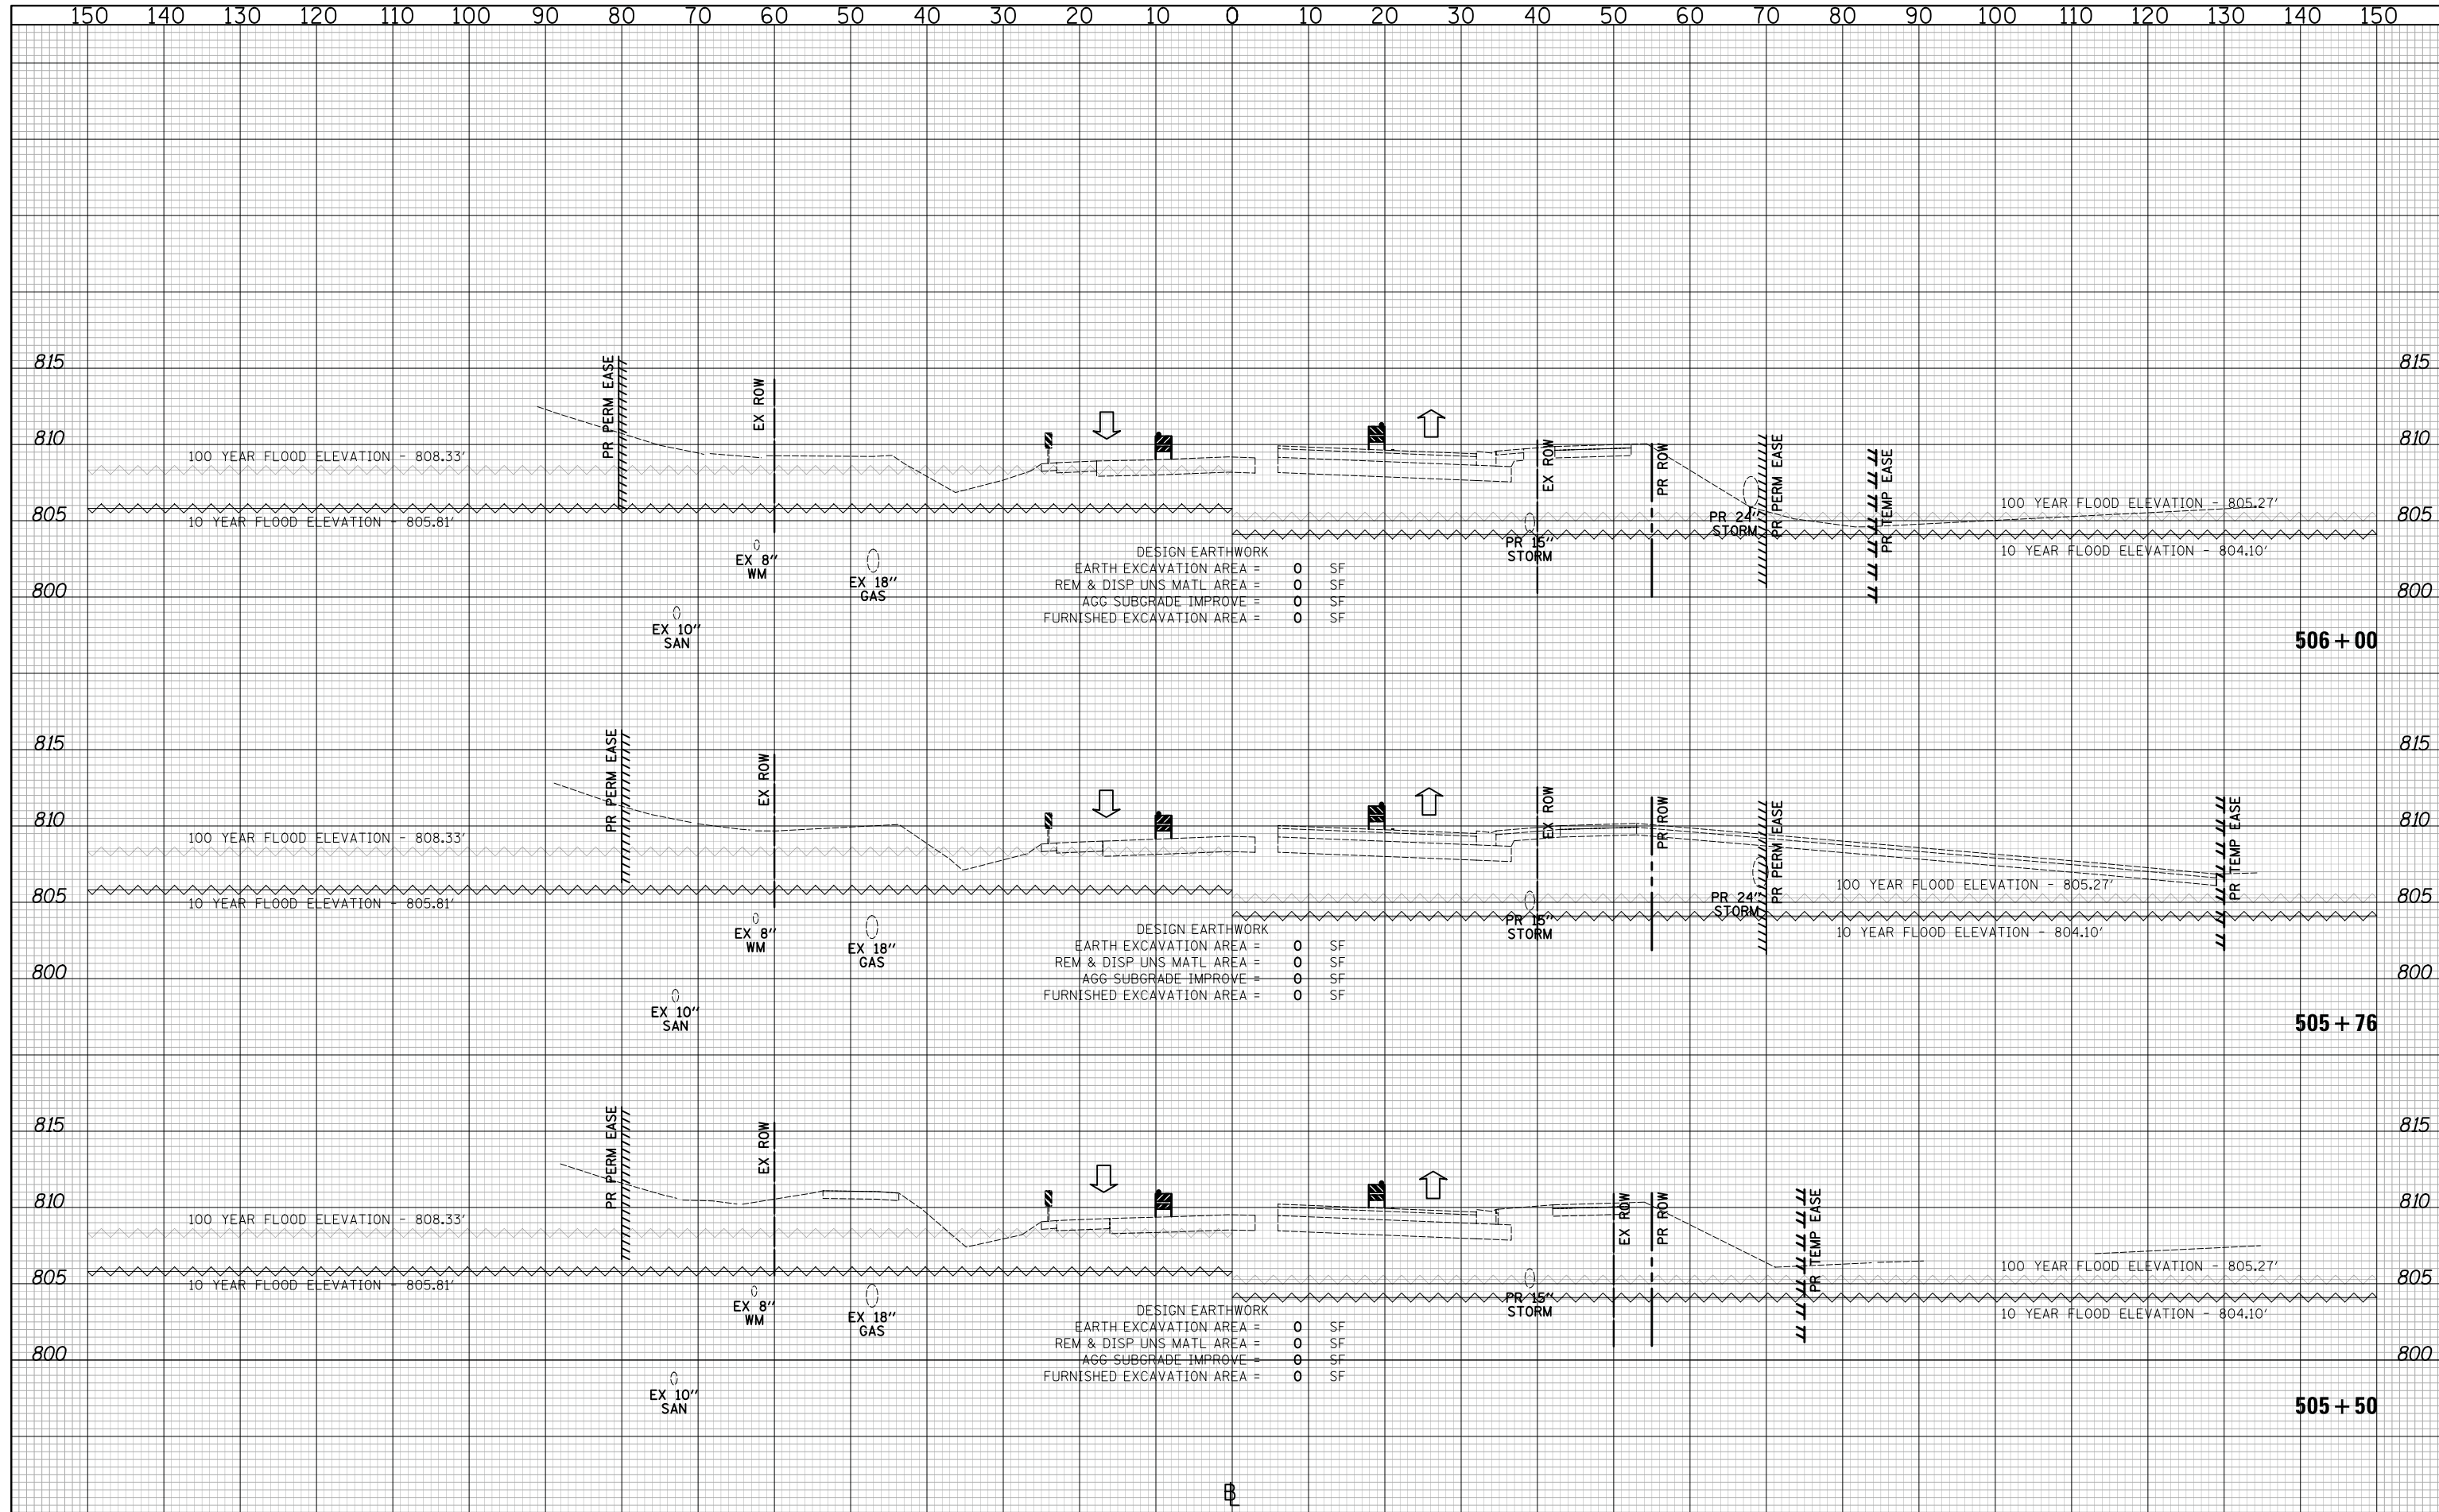 150 140 130 120 110 100 90 80 70 60 50 40 30 20 10 0 10 20 30 40 50 60 70 80 90 100 110 120 130 140 150
815 815
PR PERM EASE
EX ROW
810 810
EX ROW
PR ROW
PR PERM EASE
PR TEMP EASE
100 YEAR FLOOD ELEVATION - 808.33'
100 YEAR FLOOD ELEVATION - 805.27'
805 805
10 YEAR FLOOD ELEVATION - 805.81'
PR 24"
STORM
PR 15"
STORM
10 YEAR FLOOD ELEVATION - 804.10'
EX 8"
WM
EX 18"
GAS
DESIGN EARTHWORK
EARTH EXCAVATION AREA = 0 SF
REM & DISP UNS MATL AREA = 0 SF
AGG SUBGRADE IMPROVE = 0 SF
FURNISHED EXCAVATION AREA = 0 SF
800 800
EX 10"
SAN
506+00
815 815
PR PERM EASE
EX ROW
EX ROW
PR ROW
PR PERM EASE
PR TEMP EASE
810 810
100 YEAR FLOOD ELEVATION - 808.33'
100 YEAR FLOOD ELEVATION - 805.27'
805 805
10 YEAR FLOOD ELEVATION - 805.81'
PR 24"
STORM
PR 15"
STORM
10 YEAR FLOOD ELEVATION - 804.10'
EX 8"
WM
EX 18"
GAS
DESIGN EARTHWORK
EARTH EXCAVATION AREA = 0 SF
REM & DISP UNS MATL AREA = 0 SF
AGG SUBGRADE IMPROVE = 0 SF
FURNISHED EXCAVATION AREA = 0 SF
800 800
EX 10"
SAN
505+76
815 815
PR PERM EASE
EX ROW
810 810
EX ROW
PR ROW
PR TEMP EASE
100 YEAR FLOOD ELEVATION - 808.33'
100 YEAR FLOOD ELEVATION - 805.27'
805 805
10 YEAR FLOOD ELEVATION - 805.81'
PR 15"
STORM
10 YEAR FLOOD ELEVATION - 804.10'
EX 8"
WM
EX 18"
GAS
DESIGN EARTHWORK
EARTH EXCAVATION AREA = 0 SF
REM & DISP UNS MATL AREA = 0 SF
AGG SUBGRADE IMPROVE = 0 SF
FURNISHED EXCAVATION AREA = 0 SF
800 800
EX 10"
SAN
505+50
BL